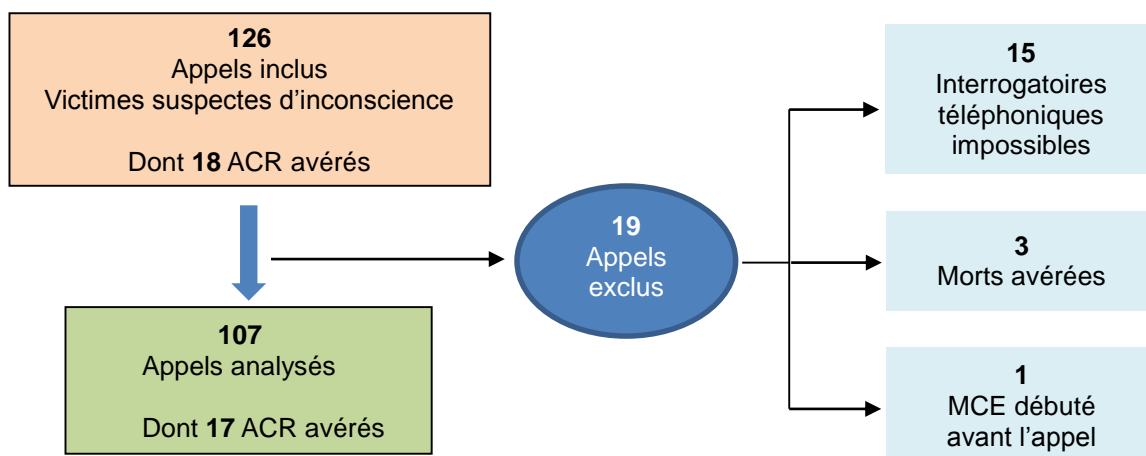 126
Appels inclus
Victimes suspectes d’inconscience
Dont 18 ACR avérés
107
Appels analysés
Dont 17 ACR avérés
19
Appels
exclus
15
Interrogatoires
téléphoniques
impossibles
3
Morts avérées
1
MCE débuté
avant l’appel